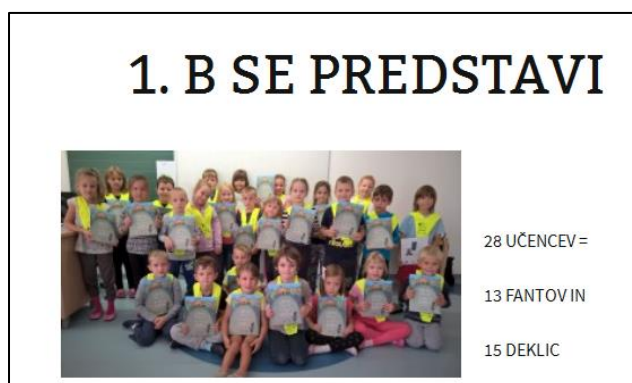 1. B SE PREDSTAVI
28 UČENCEV =
13 FANTOV IN
15 DEKLIC